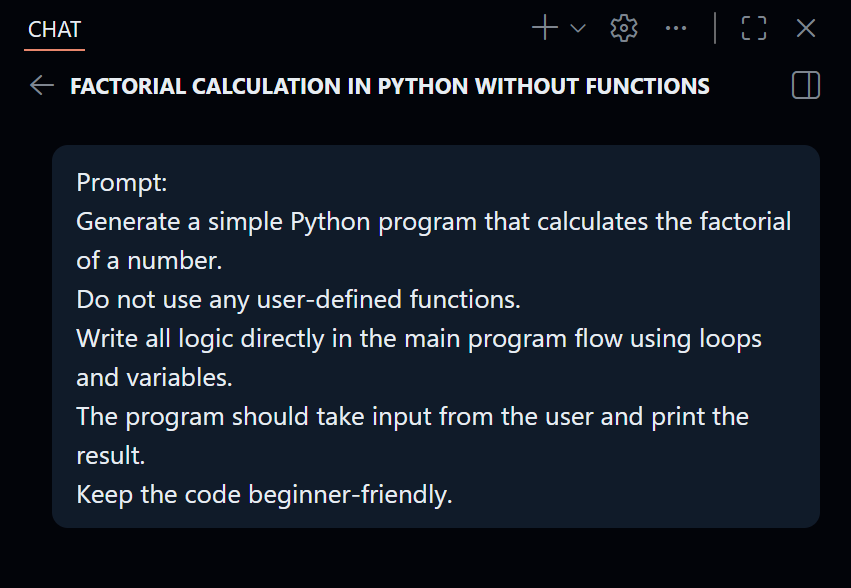 CHAT
FACTORIAL CALCULATION IN PYTHON WITHOUT FUNCTIONS
Prompt:
Generate a simple Python program that calculates the factorial
of a number.
Do not use any user-defined functions.
Write all logic directly in the main program flow using loops
and variables.
The program should take input from the user and print the
result.
Keep the code beginner-friendly.